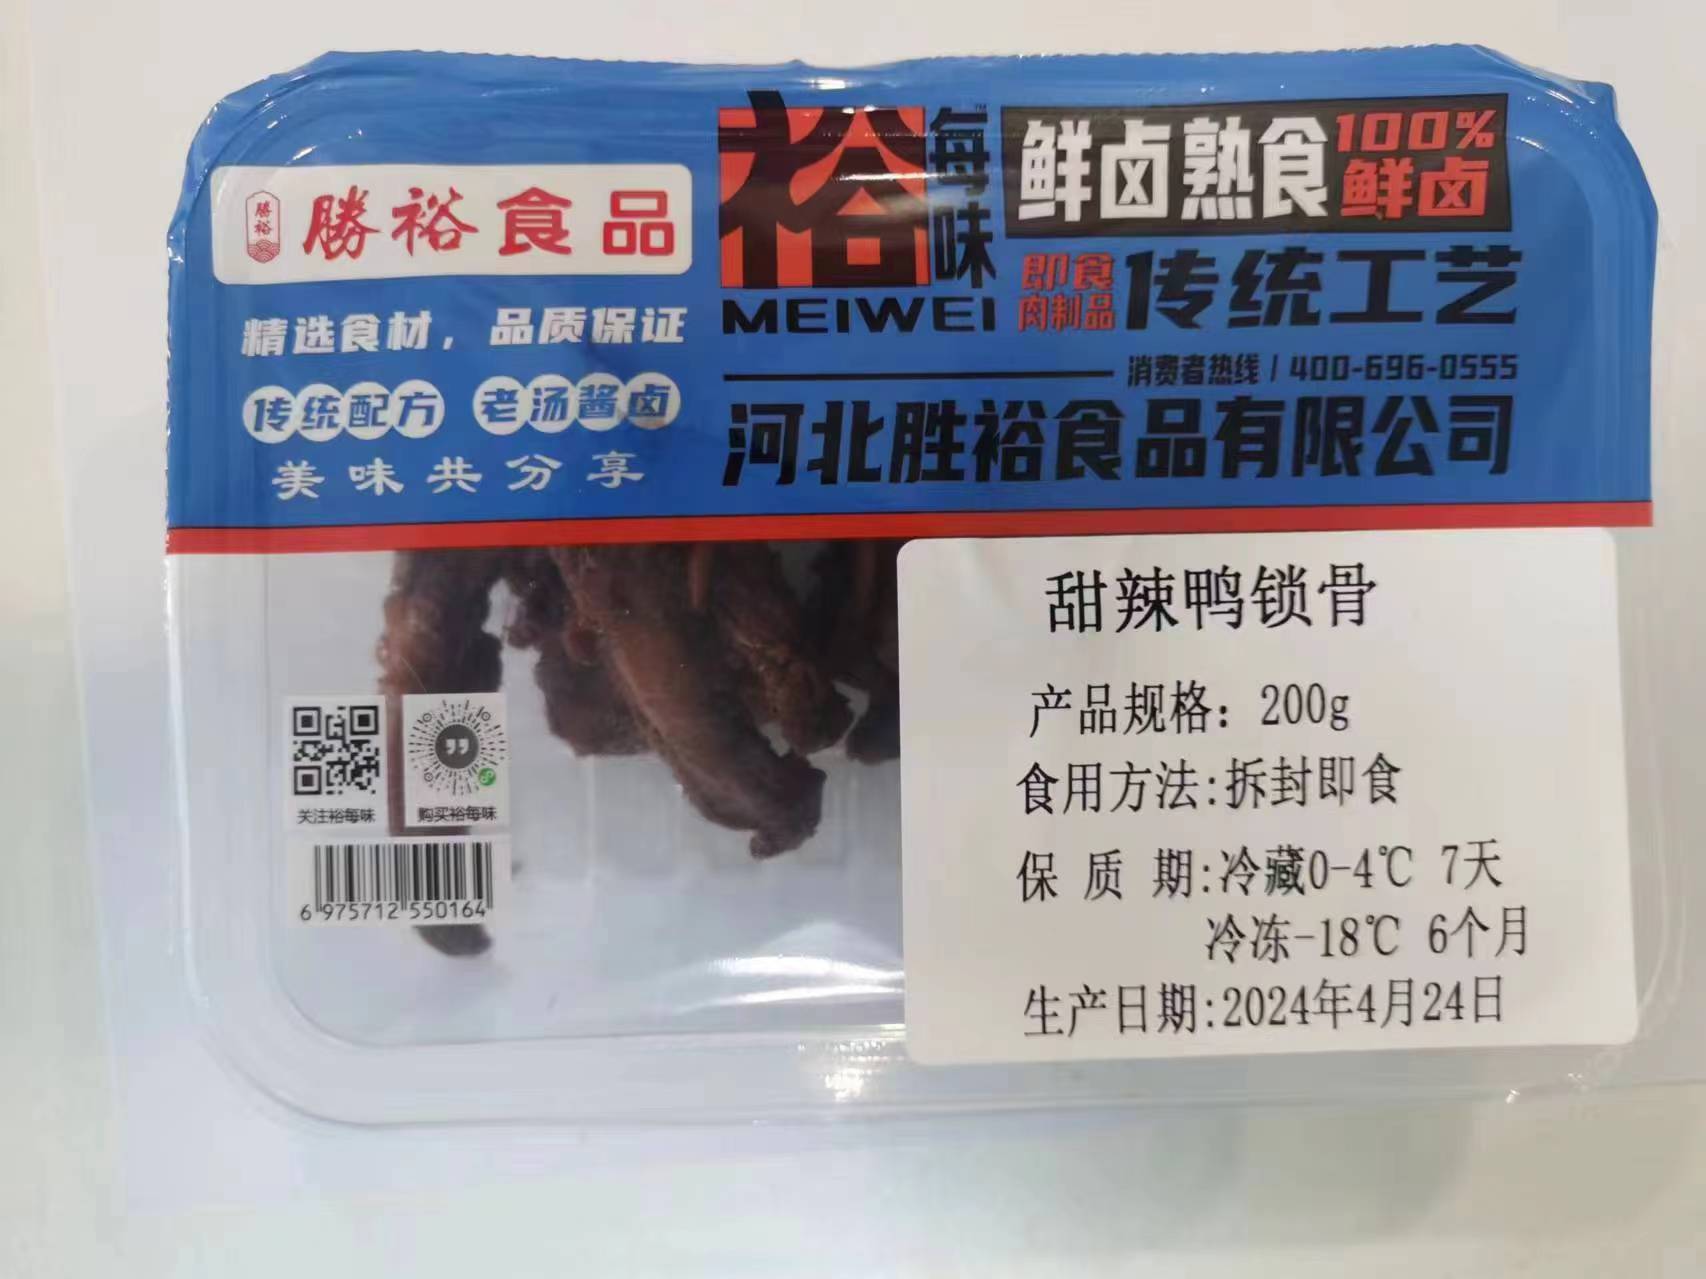 勝裕
勝裕食品
精选食材，品质保证
传统配方 老汤酱卤
美味共分享
裕每味
MEIWEI
鲜卤熟食
100%
鲜卤
即食
肉制品
传统工艺
消费者热线 | 400-696-0555
河北胜裕食品有限公司
甜辣鸭锁骨
产品规格：200g
食用方法:拆封即食
保 质 期:冷藏0-4℃ 7天
冷冻-18℃ 6个月
生产日期:2024年4月24日
关注裕每味
购买裕每味
6 975712 550164